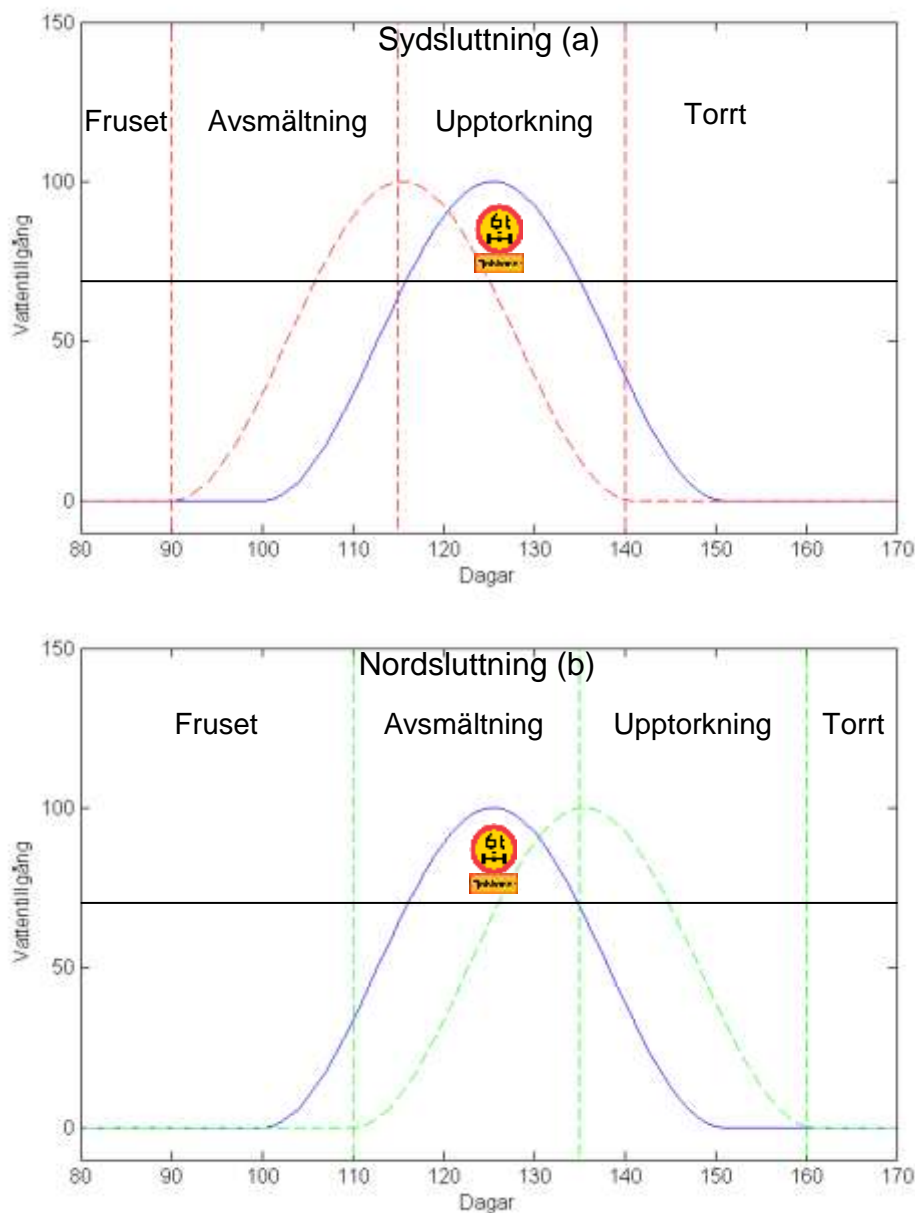 150
Sydsluttning (a)
Fruset Avsmältning Upptorkning Torrt
100
6t
50
0
Vattentillgång
80 90 100 110 120 130 140 150 160 170
Dagar
150
Nordsluttning (b)
Fruset Avsmältning Upptorkning Torrt
100
6t
50
0
Vattentillgång
80 90 100 110 120 130 140 150 160 170
Dagar